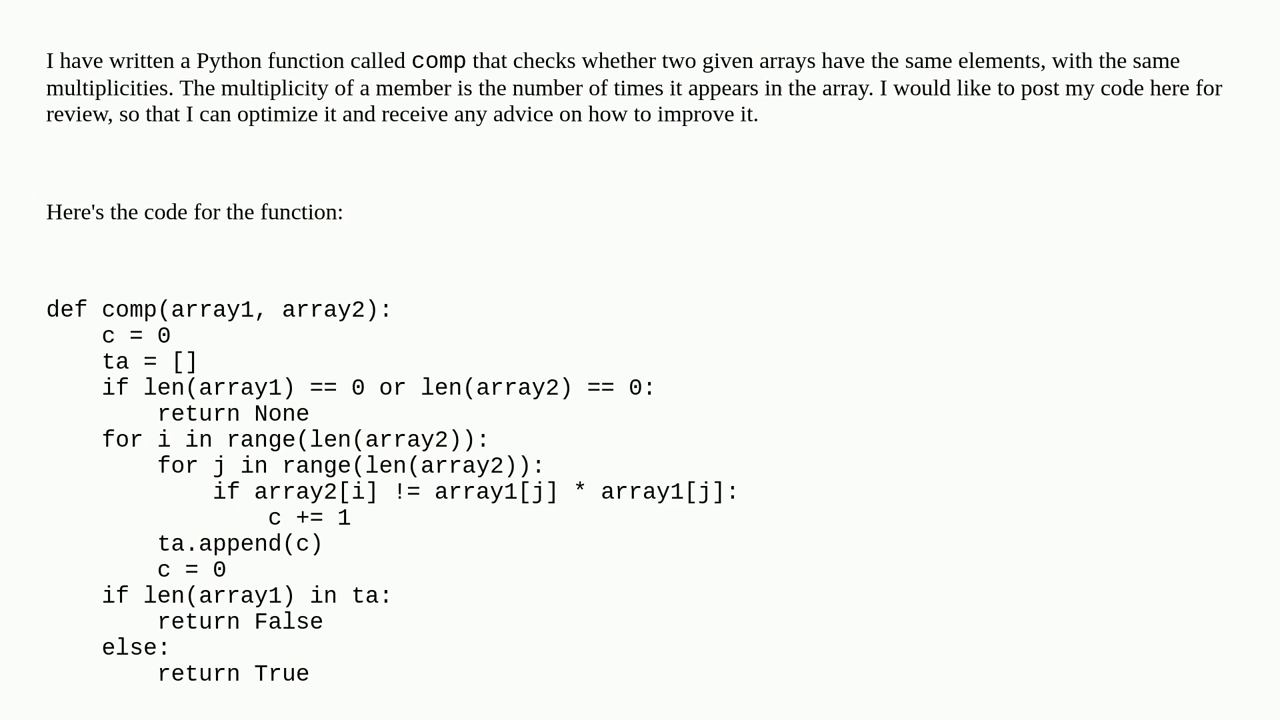 I have written a Python function called comp that checks whether two given arrays have the same elements, with the same
multiplicities. The multiplicity of a member is the number of times it appears in the array. I would like to post my code here for
review, so that I can optimize it and receive any advice on how to improve it.
Here's the code for the function:
def comp(array1, array2):
    c = 0
    ta = []
    if len(array1) == 0 or len(array2) == 0:
        return None
    for i in range(len(array2)):
        for j in range(len(array2)):
            if array2[i] != array1[j] * array1[j]:
                c += 1
        ta.append(c)
        c = 0
    if len(array1) in ta:
        return False
    else:
        return True